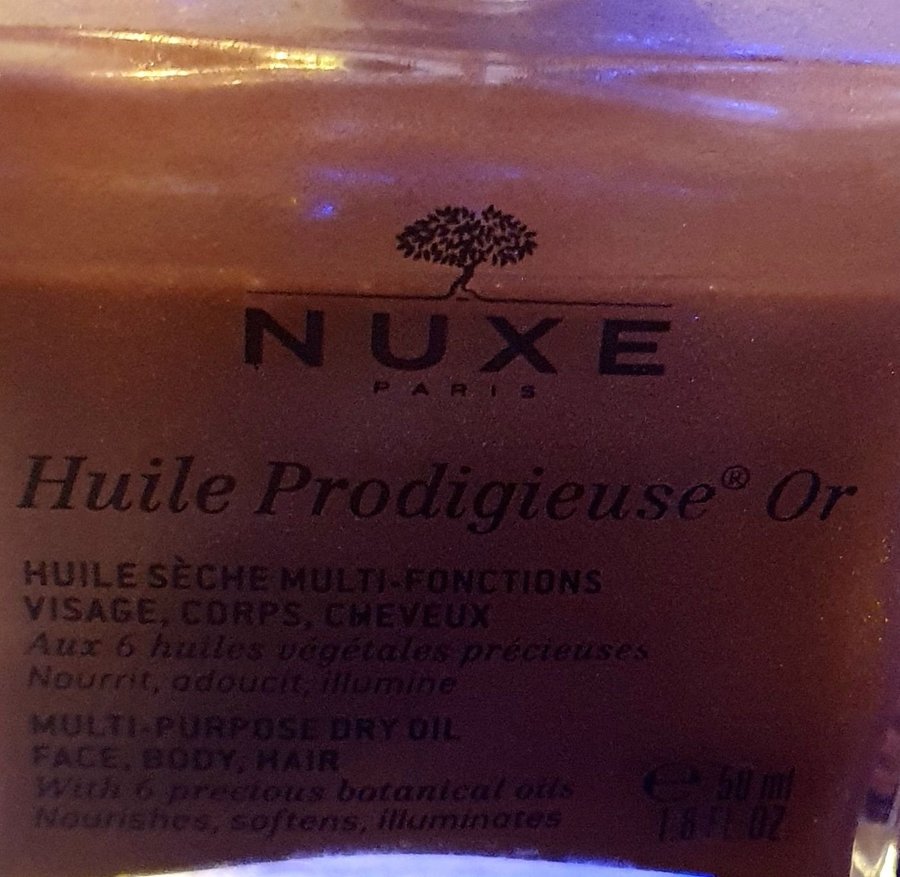 NUXE
PARIS
Huile Prodigieuse® Or
HUILE SÈCHE MULTI-FONCTIONS
VISAGE, CORPS, CHEVEUX
Aux 6 huiles végétales précieuses
Nourrit, adoucit, illumine
MULTI-PURPOSE DRY OIL
FACE, BODY, HAIR
With 6 precious botanical oils
Nourishes, softens, illuminates
℮ 50 ml
1.6 FL OZ